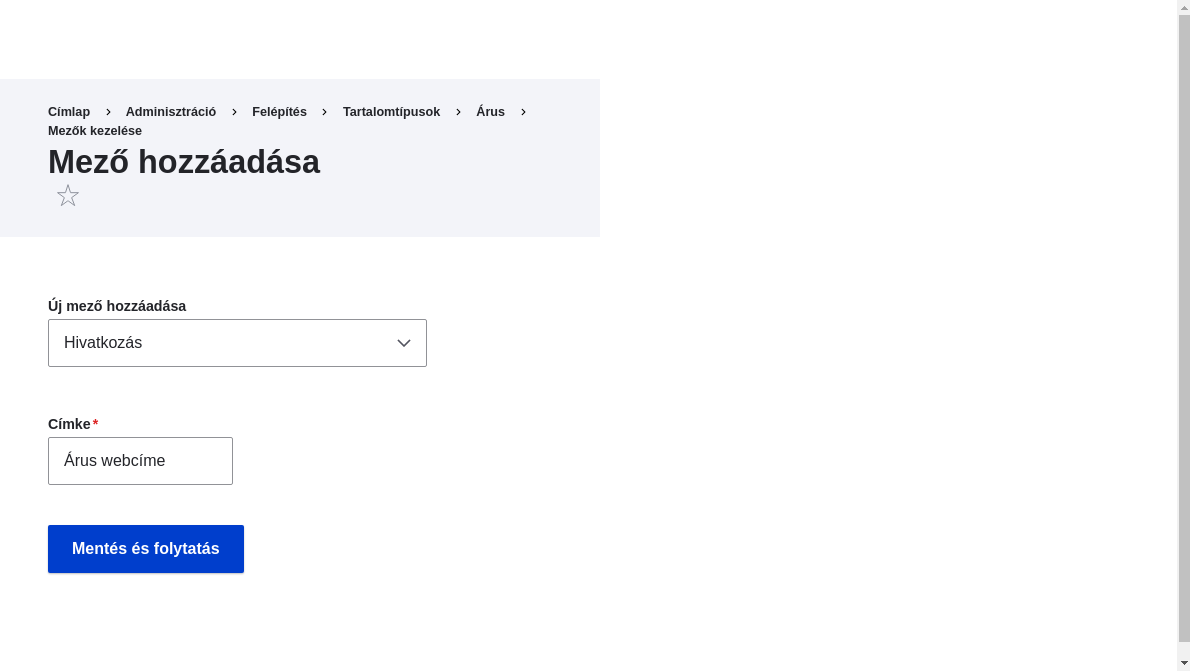 Címlap › Adminisztráció › Felépítés › Tartalomtípusok › Árus ›
Mezők kezelése
Mező hozzáadása
Új mező hozzáadása
Hivatkozás
Címke*
Árus webcíme
Mentés és folytatás